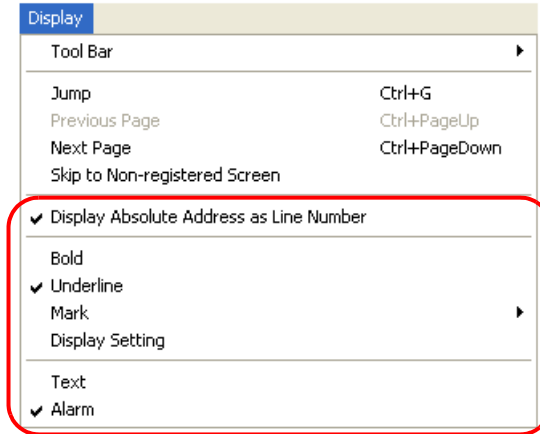 Display
Tool Bar
Jump Ctrl+G
Previous Page Ctrl+PageUp
Next Page Ctrl+PageDown
Skip to Non-registered Screen
Display Absolute Address as Line Number
Bold
Underline
Mark
Display Setting
Text
Alarm